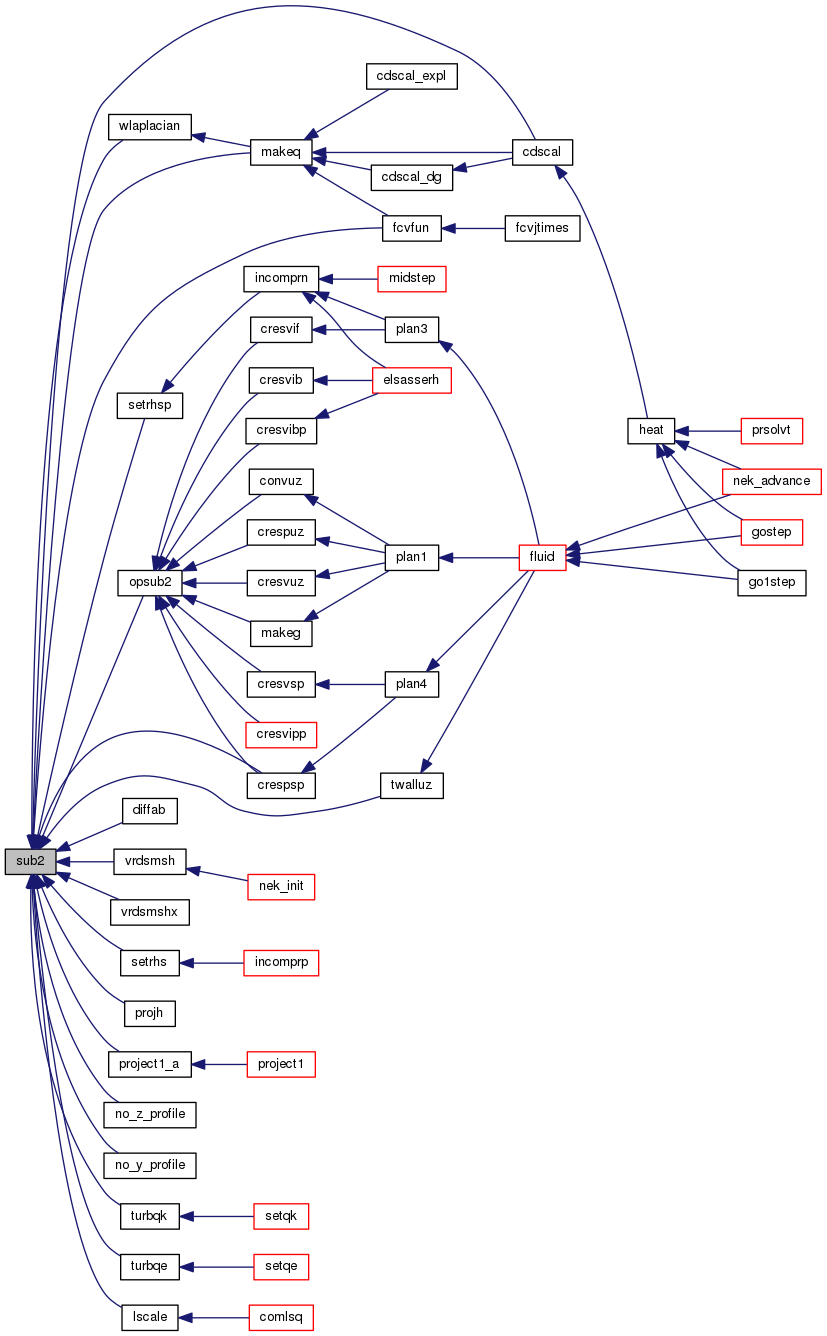 cdscal_expl
wlaplacian
makeq
cdscal
cdscal_dg
fcvfun
fcvjtimes
incomprn
midstep
cresvif
plan3
cresvib
elsasserh
setrhsp
cresvibp
heat
prsolvt
convuz
nek_advance
crespuz
gostep
plan1
fluid
opsub2
cresvuz
go1step
makeg
cresvsp
plan4
cresvipp
crespsp
twalluz
diffab
sub2
vrdsmsh
nek_init
vrdsmshx
setrhs
incomprp
projh
project1_a
project1
no_z_profile
no_y_profile
turbqk
setqk
turbqe
setqe
lscale
comlsq